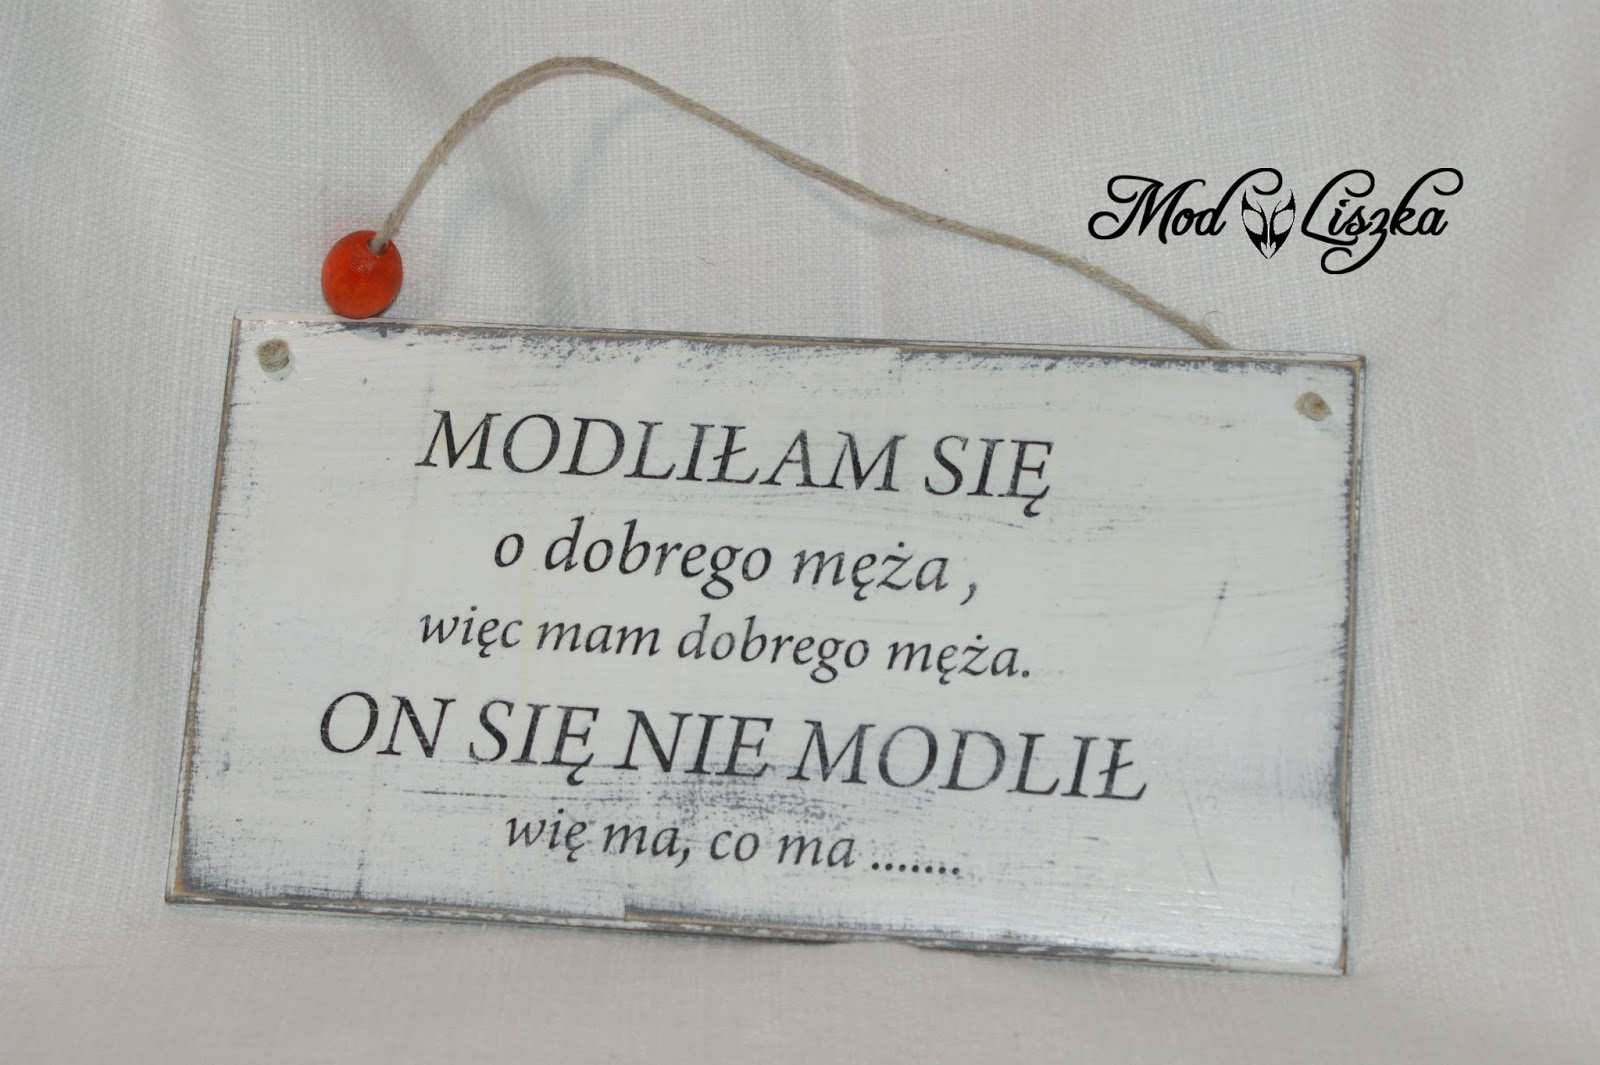 Mod Liszka
MODLIŁAM SIĘ
o dobrego męża ,
więc mam dobrego męża.
ON SIĘ NIE MODLIŁ
wię ma, co ma .......